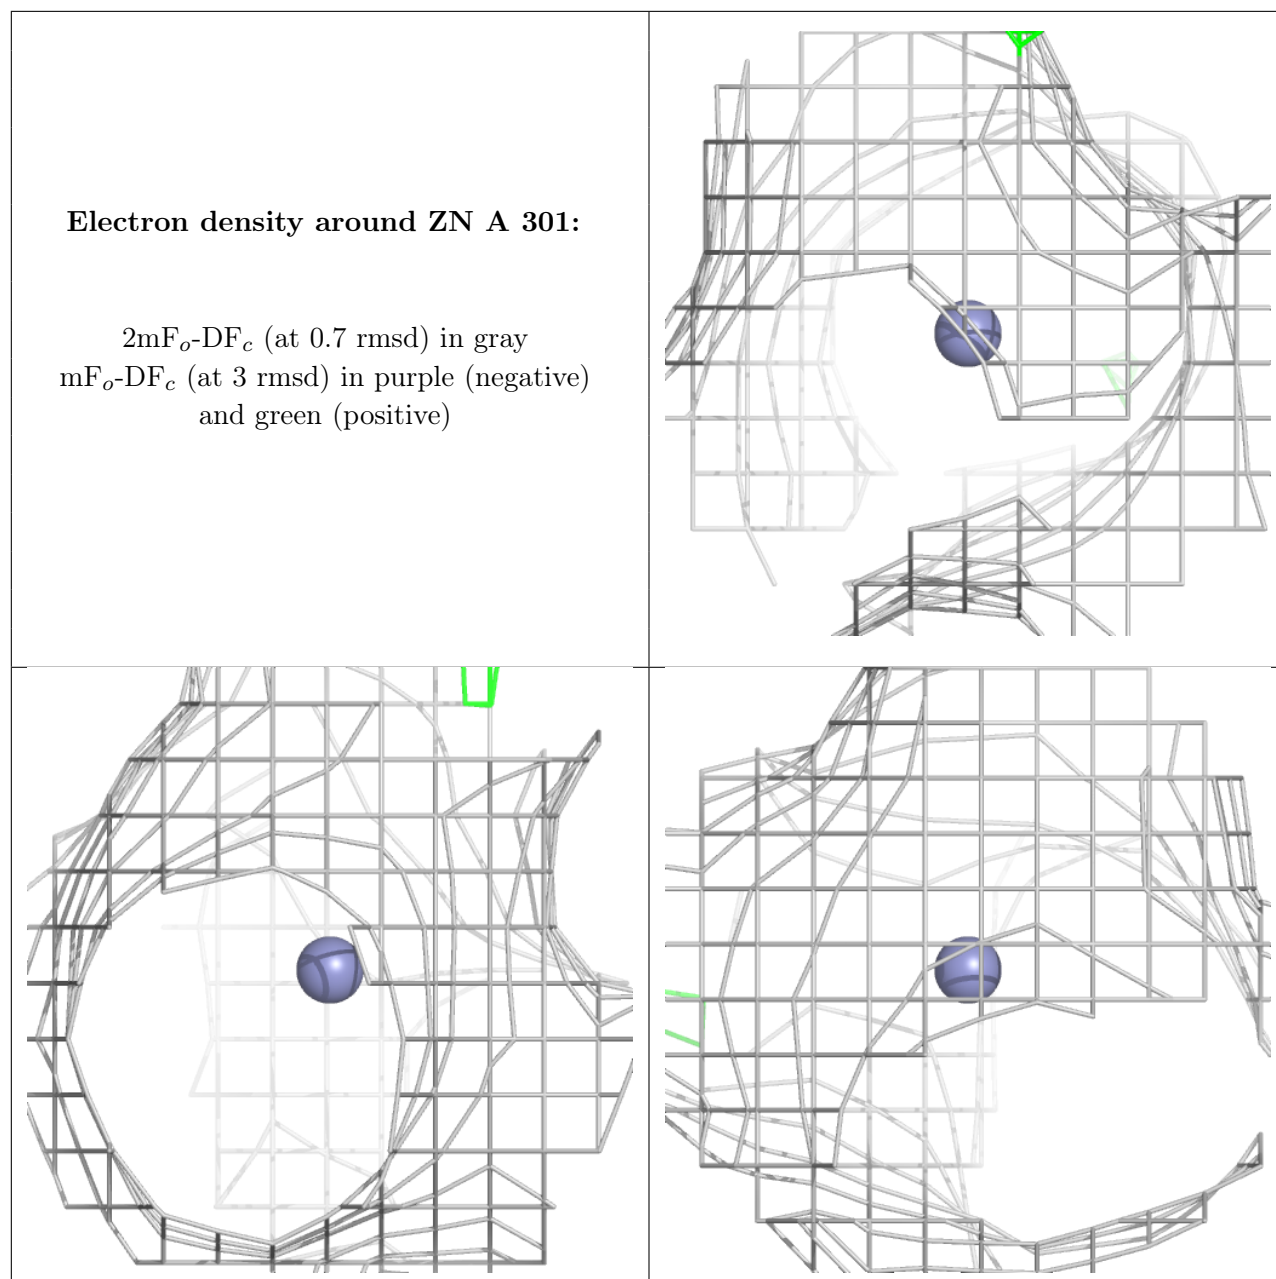 Electron density around ZN A 301:
2mFo-DFc (at 0.7 rmsd) in gray
mFo-DFc (at 3 rmsd) in purple (negative)
and green (positive)